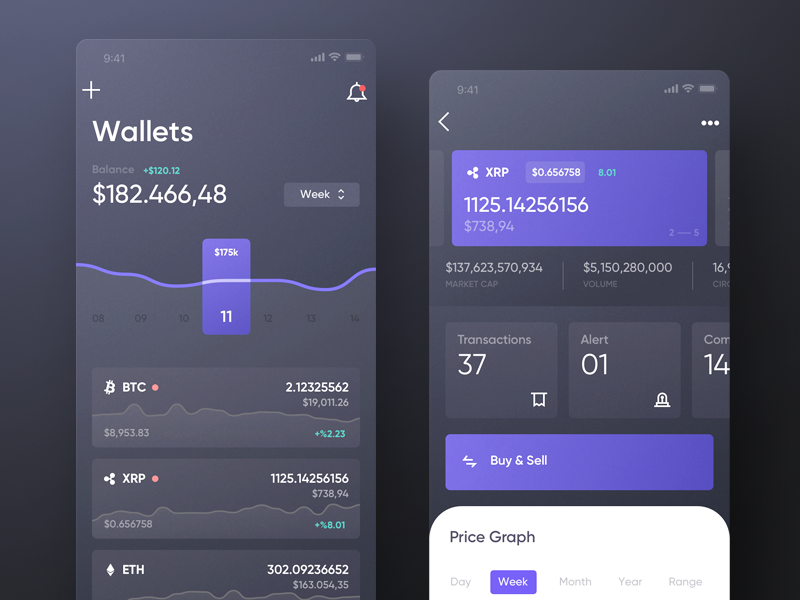 9:41
Wallets
Balance +$120.12
$182.466,48
Week
$175k
08 09 10 11 12 13 14
BTC 2.12325562
$19,011.26
$8,953.83 +%2.23
XRP 1125.14256156
$738,94
$0.656758 +%8.01
ETH 302.09236652
$163.054,35
9:41
XRP $0.656758 8.01
1125.14256156
$738,94
2 — 5
$137,623,570,934 $5,150,280,000 16,
MARKET CAP VOLUME CIRC
Transactions Alert Com
37 01 14
Buy & Sell
Price Graph
Day Week Month Year Range